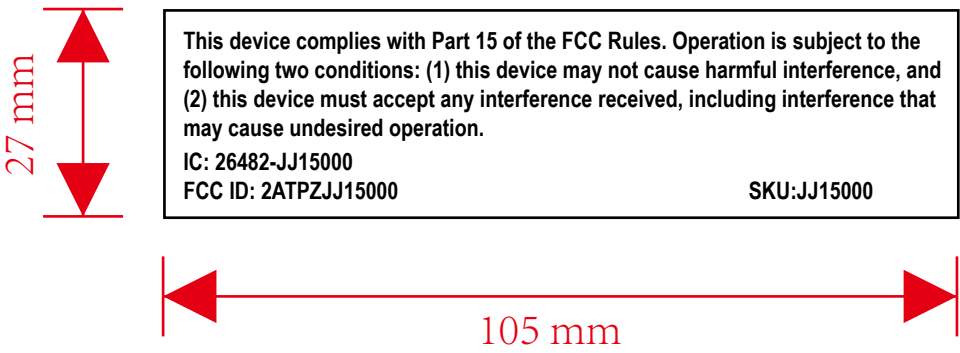 This device complies with Part 15 of the FCC Rules. Operation is subject to the
following two conditions: (1) this device may not cause harmful interference, and
(2) this device must accept any interference received, including interference that
may cause undesired operation.
IC: 26482-JJ15000
FCC ID: 2ATPZJJ15000 SKU:JJ15000
27 mm
105 mm